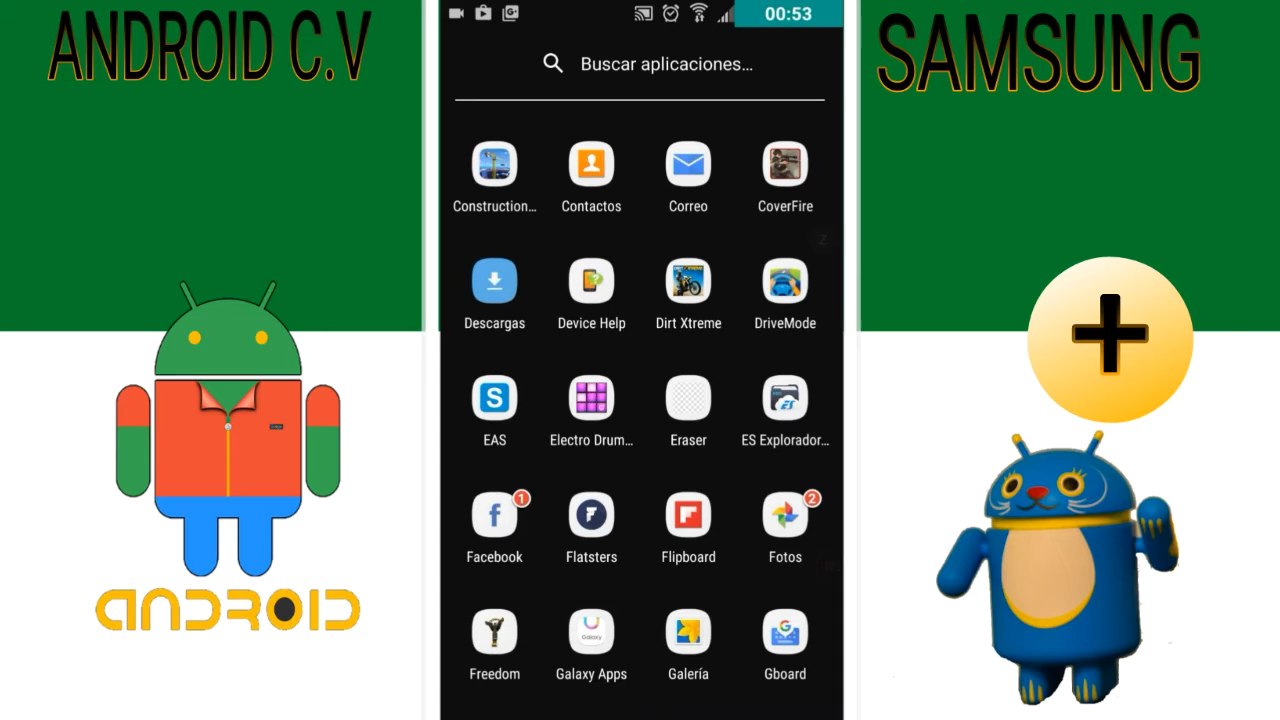 ANDROID C.V
00:53
SAMSUNG
Buscar aplicaciones...
Construction... Contactos Correo CoverFire
Descargas Device Help Dirt Xtreme DriveMode
S
EAS Electro Drum... Eraser ES Explorador...
1 2
Facebook Flatsters Flipboard Fotos
Galaxy
Freedom Galaxy Apps Galería Gboard
ANDROID